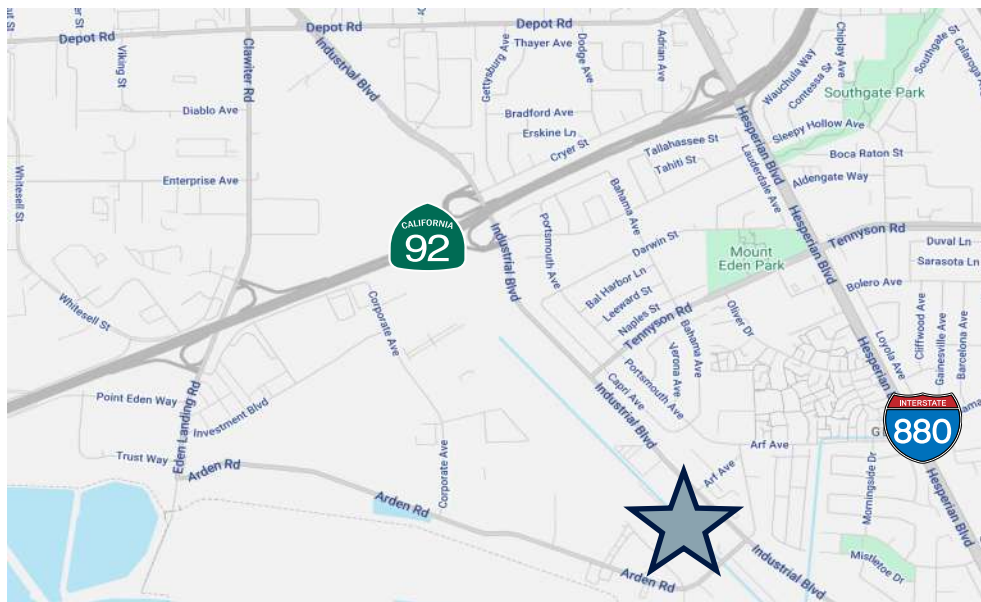 Depot Rd
Depot Rd
Depot Rd
Viking St
Clawiter Rd
Industrial Blvd
Gettysburg Ave
Thayer Ave
Dodge Ave
Adrian Ave
Chiplay Ave
Wauchula Way
Contessa St
Southgate St
Calaroga
Southgate Park
Diablo Ave
Bradford Ave
Erskine Ln
Cryer St
Tallahassee St
Tahiti St
Hesperian Blvd
Sleepy Hollow Ave
Boca Raton St
Lauderdale Ave
Aldengate Way
Enterprise Ave
Whitesell St
CALIFORNIA
92
Industrial Blvd
Portsmouth Ave
Bahama Ave
Darwin St
Mount
Eden Park
Hesperian Blvd
Tennyson Rd
Duval Ln
Sarasota Ln
Bolero Ave
Bal Harbor Ln
Leeward St
Naples St
Tennyson Rd
Oliver Dr
Whitesell St
Corporate Ave
Bahama Ave
Verona Ave
Portsmouth Ave
Capri Ave
Loyola Ave
Cliffwood Ave
Gainesville Ave
Barcelona Ave
Hesperian
INTERSTATE
880
Point Eden Way
Eden Landing Rd
Investment Blvd
Industrial Blvd
Arf Ave
Trust Way
Arden Rd
Corporate Ave
Arf Ave
Morningside Dr
Hesperian Blvd
Arden Rd
Industrial Blvd
Mistletoe Dr
Arden Rd